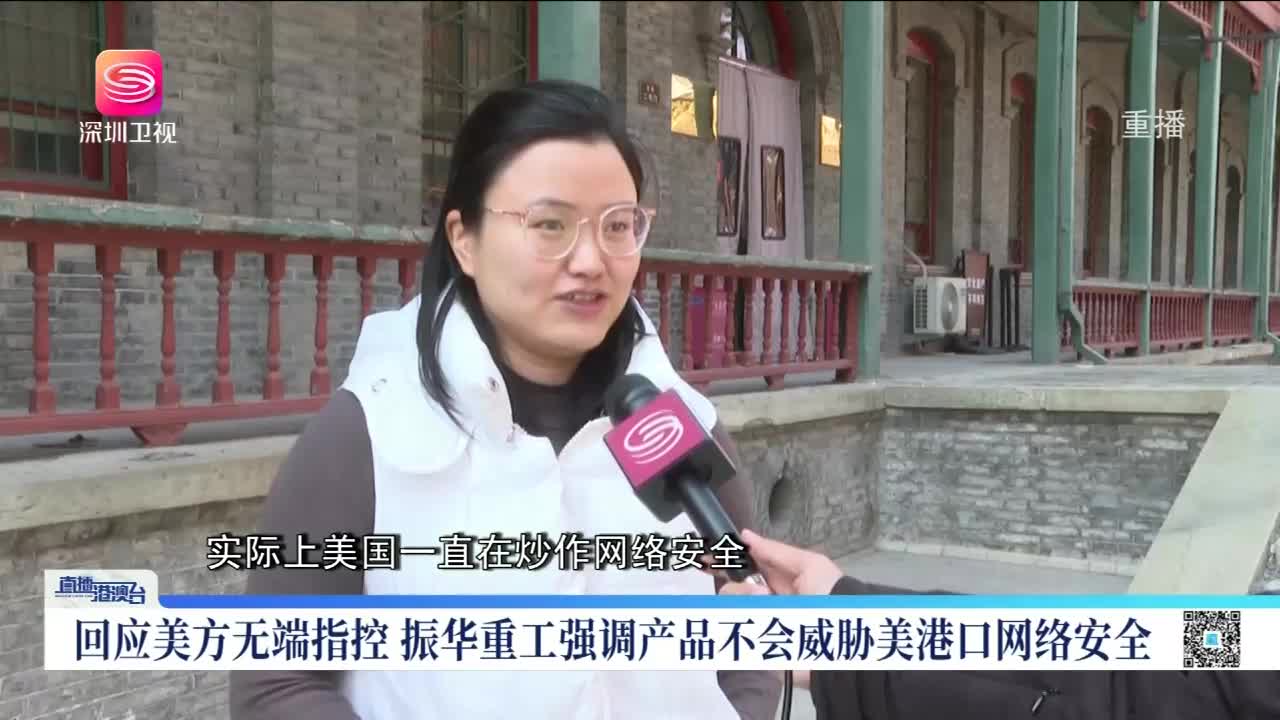 深圳卫视
重播
实际上美国一直在炒作网络安全
直播港澳台
回应美方无端指控 振华重工强调产品不会威胁美港口网络安全